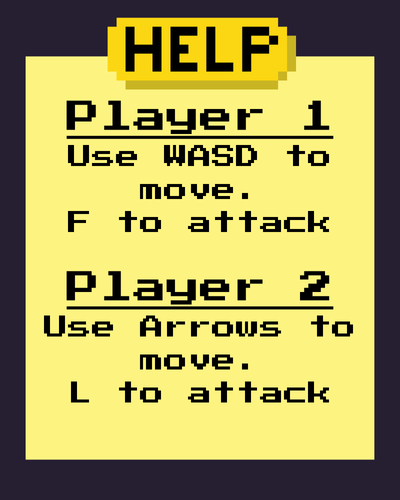 HELP
Player 1
Use WASD to
move.
F to attack
Player 2
Use Arrows to
move.
L to attack